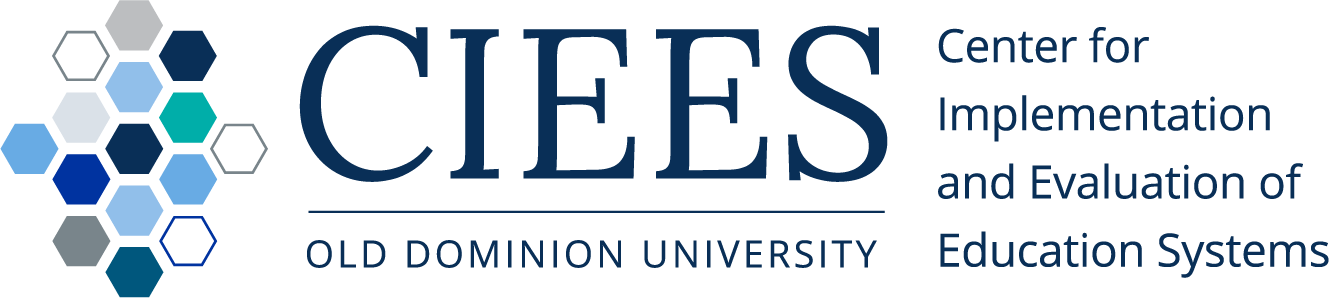 CIEES
OLD DOMINION UNIVERSITY
Center for
Implementation
and Evaluation of
Education Systems